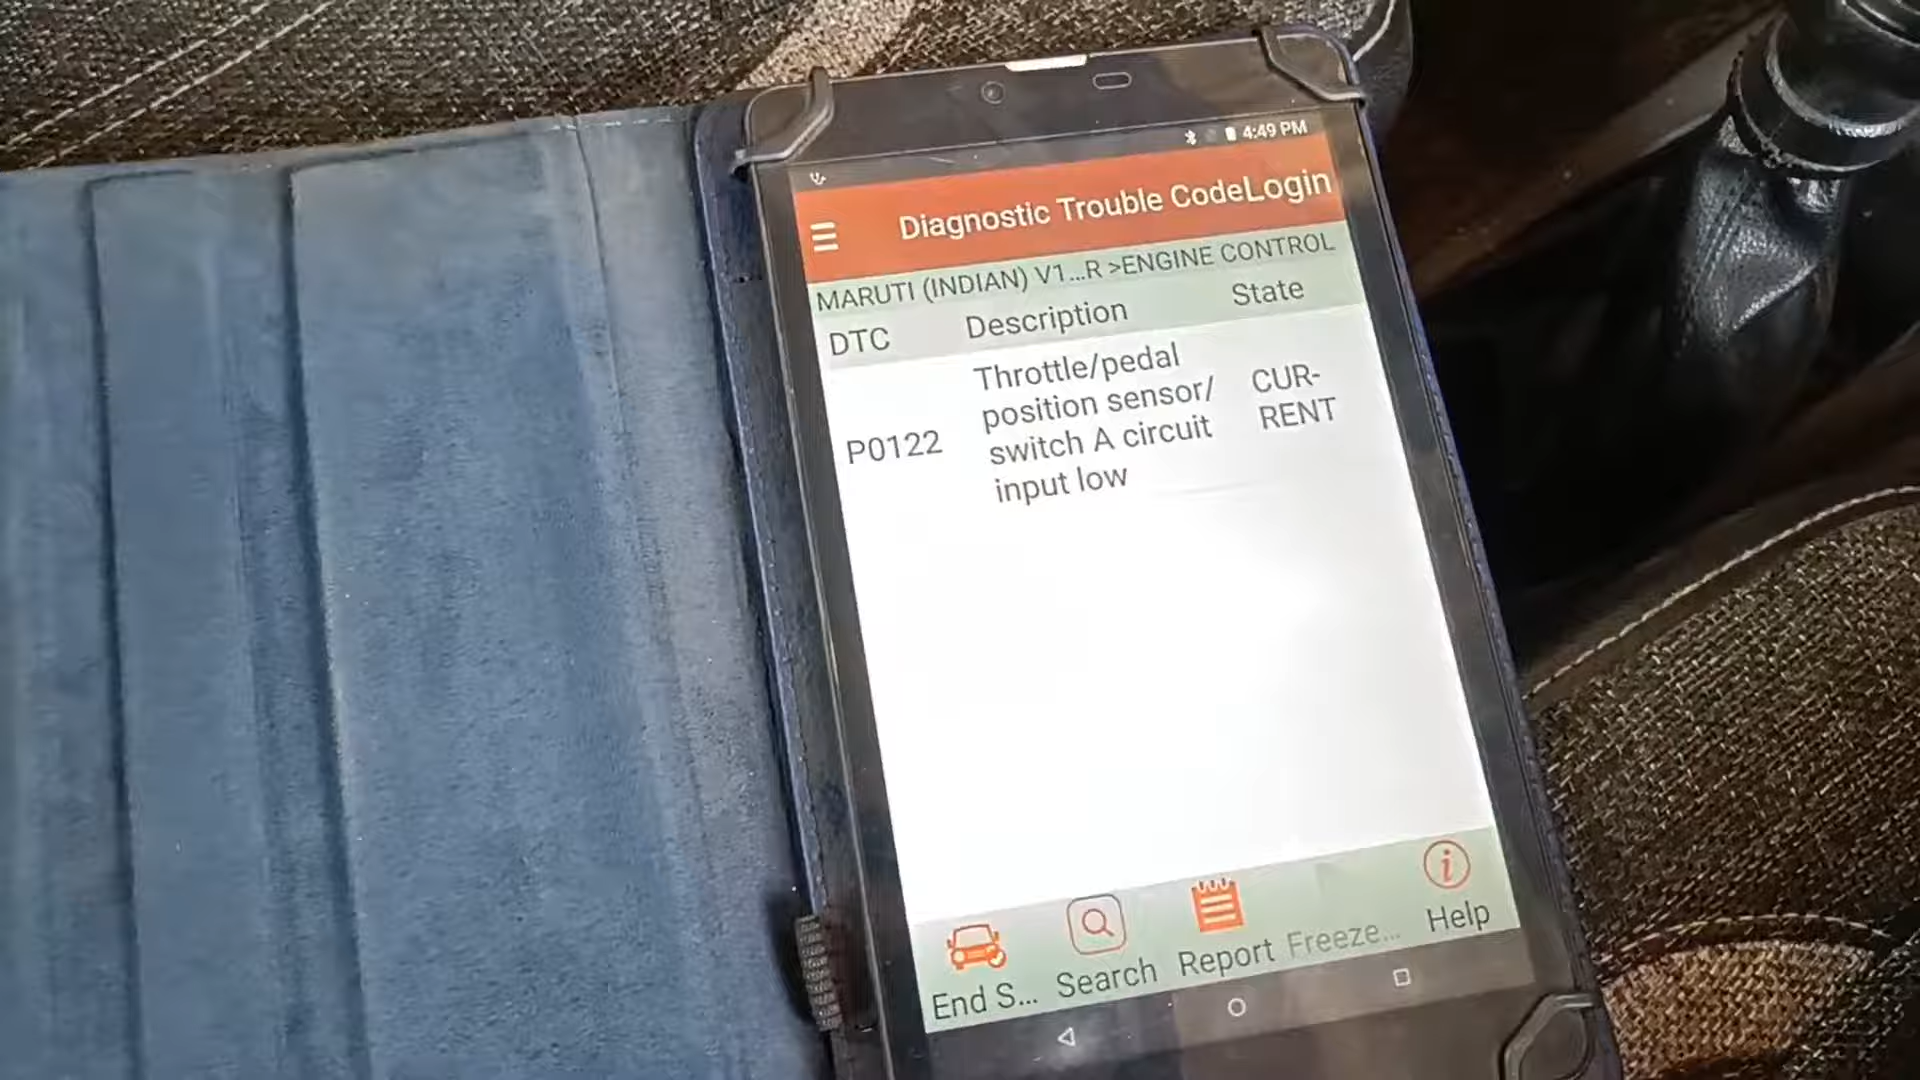 4:49 PM
Diagnostic Trouble CodeLogin
MARUTI (INDIAN) V1...R >ENGINE CONTROL
DTC Description State
P0122
Throttle/pedal
position sensor/
switch A circuit
input low
CUR-
RENT
End S... Search Report Freeze... Help